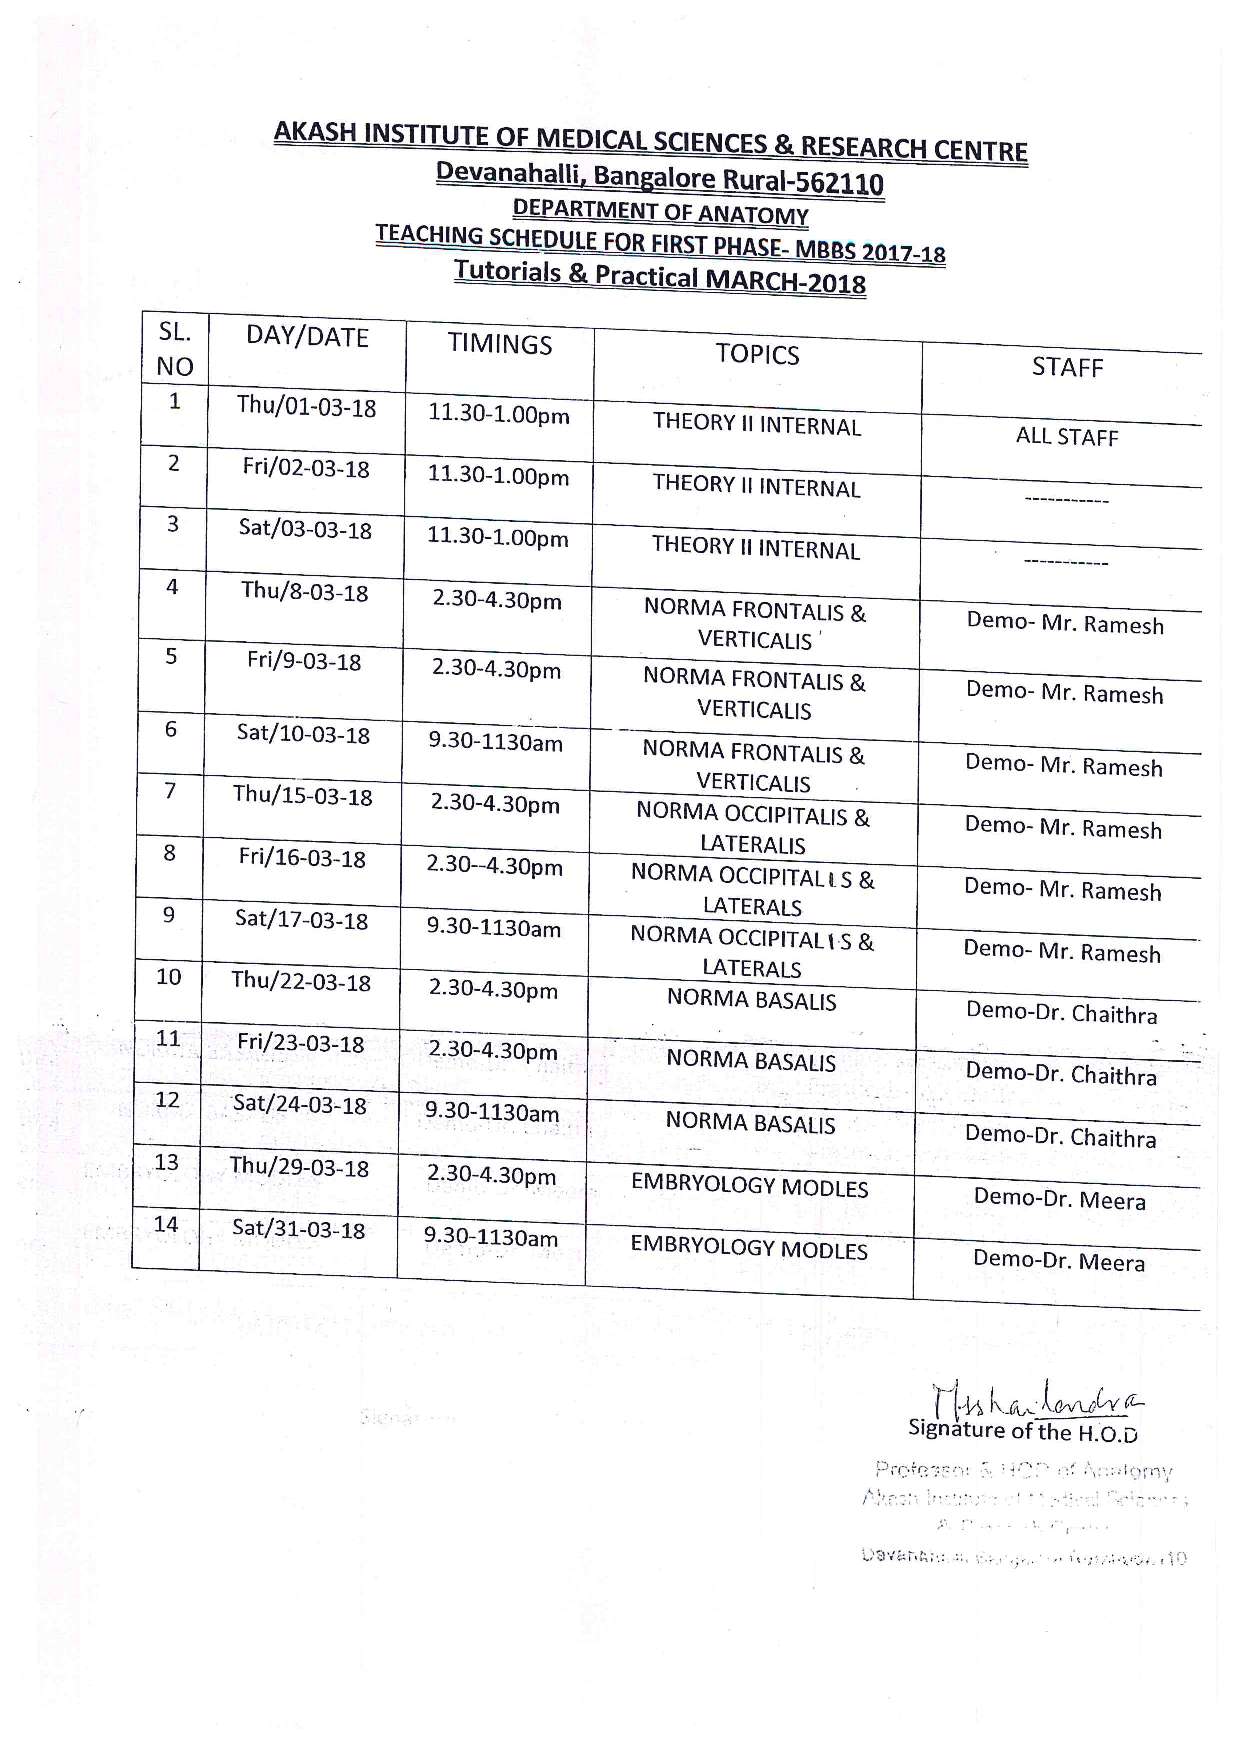 AKASH INSTITUTE OF MEDICAL SCIENCES & RESEARCH CENTRE
Devanahalli, Bangalore Rural-562110
DEPARTMENT OF ANATOMY
TEACHING SCHEDULE FOR FIRST PHASE- MBBS 2017-18
Tutorials & Practical MARCH-2018
SL. NO DAY/DATE TIMINGS TOPICS STAFF
1 Thu/01-03-18 11.30-1.00pm THEORY II INTERNAL ALL STAFF
2 Fri/02-03-18 11.30-1.00pm THEORY II INTERNAL -----------
3 Sat/03-03-18 11.30-1.00pm THEORY II INTERNAL -----------
4 Thu/8-03-18 2.30-4.30pm NORMA FRONTALIS & VERTICALIS Demo- Mr. Ramesh
5 Fri/9-03-18 2.30-4.30pm NORMA FRONTALIS & VERTICALIS Demo- Mr. Ramesh
6 Sat/10-03-18 9.30-1130am NORMA FRONTALIS & VERTICALIS Demo- Mr. Ramesh
7 Thu/15-03-18 2.30-4.30pm NORMA OCCIPITALIS & LATERALIS Demo- Mr. Ramesh
8 Fri/16-03-18 2.30--4.30pm NORMA OCCIPITALIS & LATERALS Demo- Mr. Ramesh
9 Sat/17-03-18 9.30-1130am NORMA OCCIPITALIS & LATERALS Demo- Mr. Ramesh
10 Thu/22-03-18 2.30-4.30pm NORMA BASALIS Demo-Dr. Chaithra
11 Fri/23-03-18 2.30-4.30pm NORMA BASALIS Demo-Dr. Chaithra
12 Sat/24-03-18 9.30-1130am NORMA BASALIS Demo-Dr. Chaithra
13 Thu/29-03-18 2.30-4.30pm EMBRYOLOGY MODLES Demo-Dr. Meera
14 Sat/31-03-18 9.30-1130am EMBRYOLOGY MODLES Demo-Dr. Meera
Signature of the H.O.D
Professor & HOD of Anatomy
Akash Institute of Medical Sciences